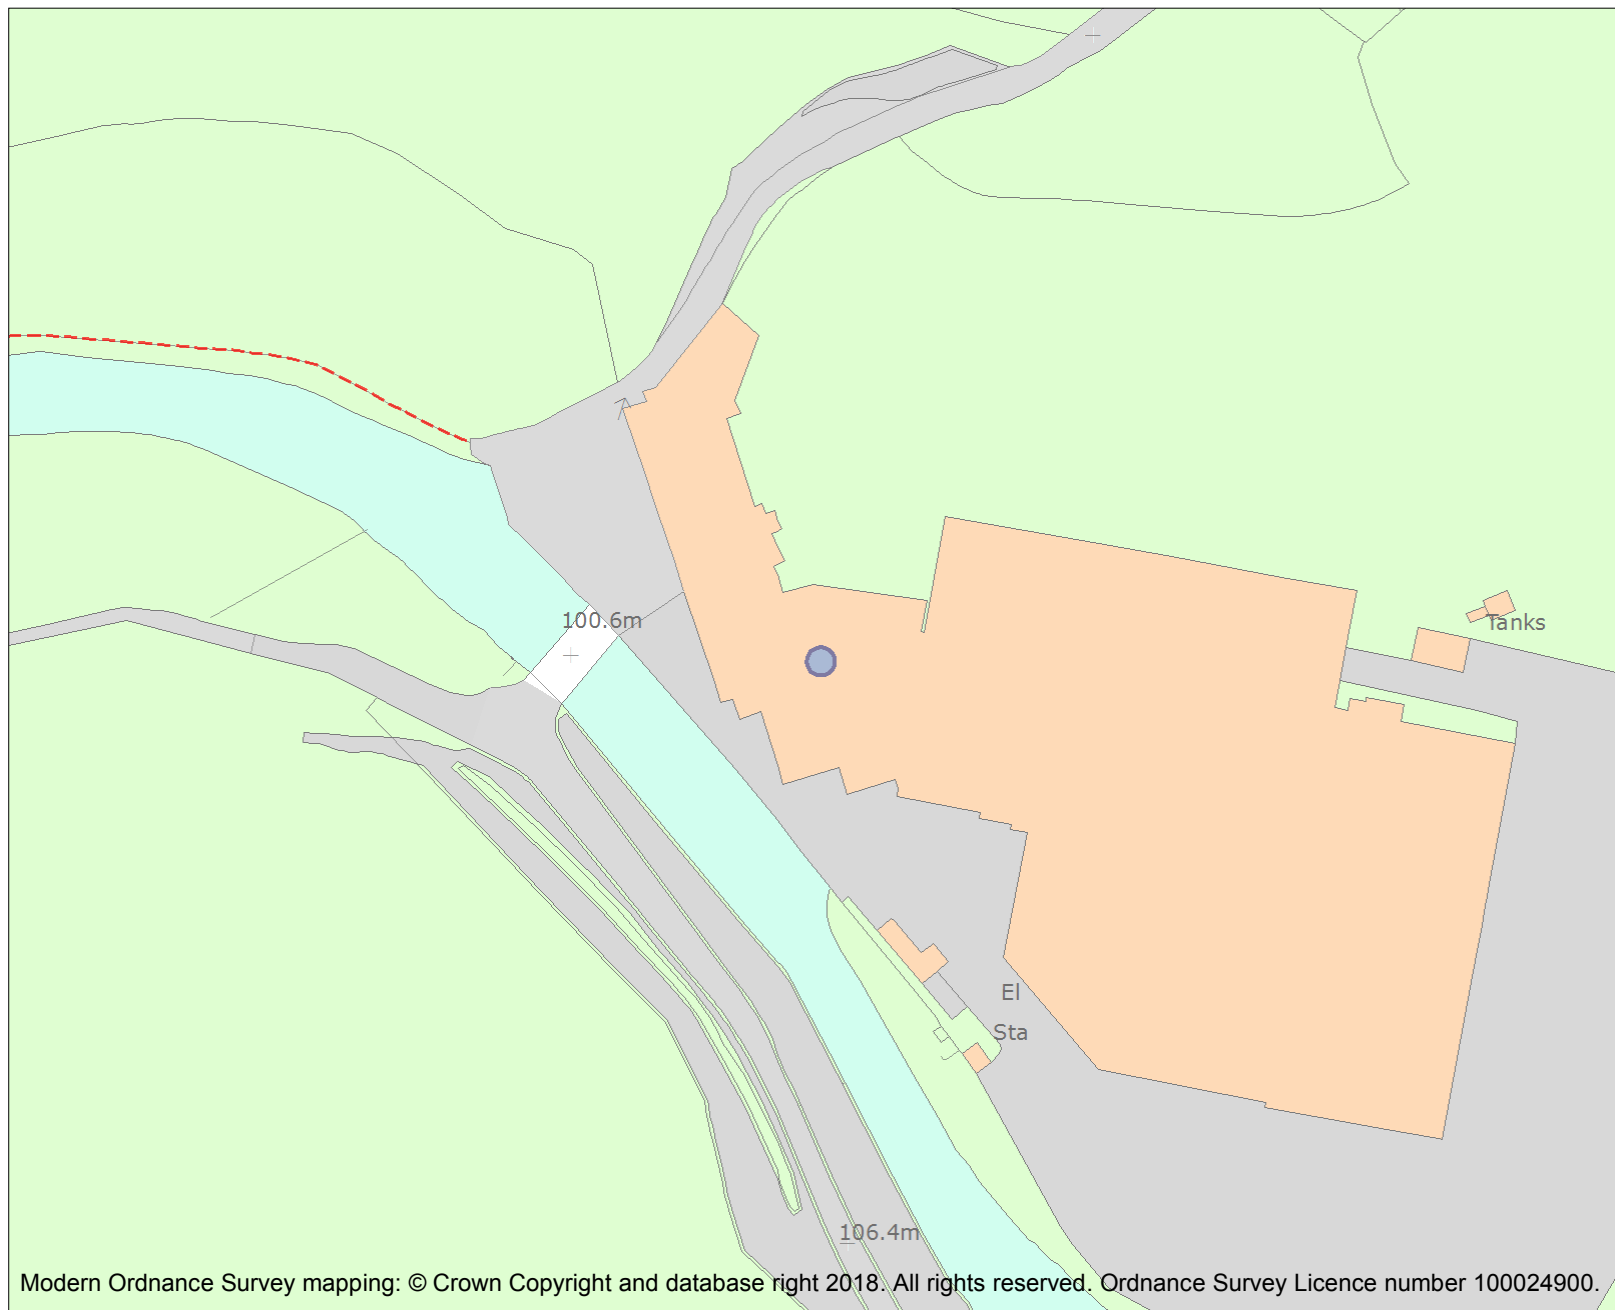 100.6m
Tanks
El
Sta
106.4m
Modern Ordnance Survey mapping: © Crown Copyright and database right 2018. All rights reserved. Ordnance Survey Licence number 100024900.